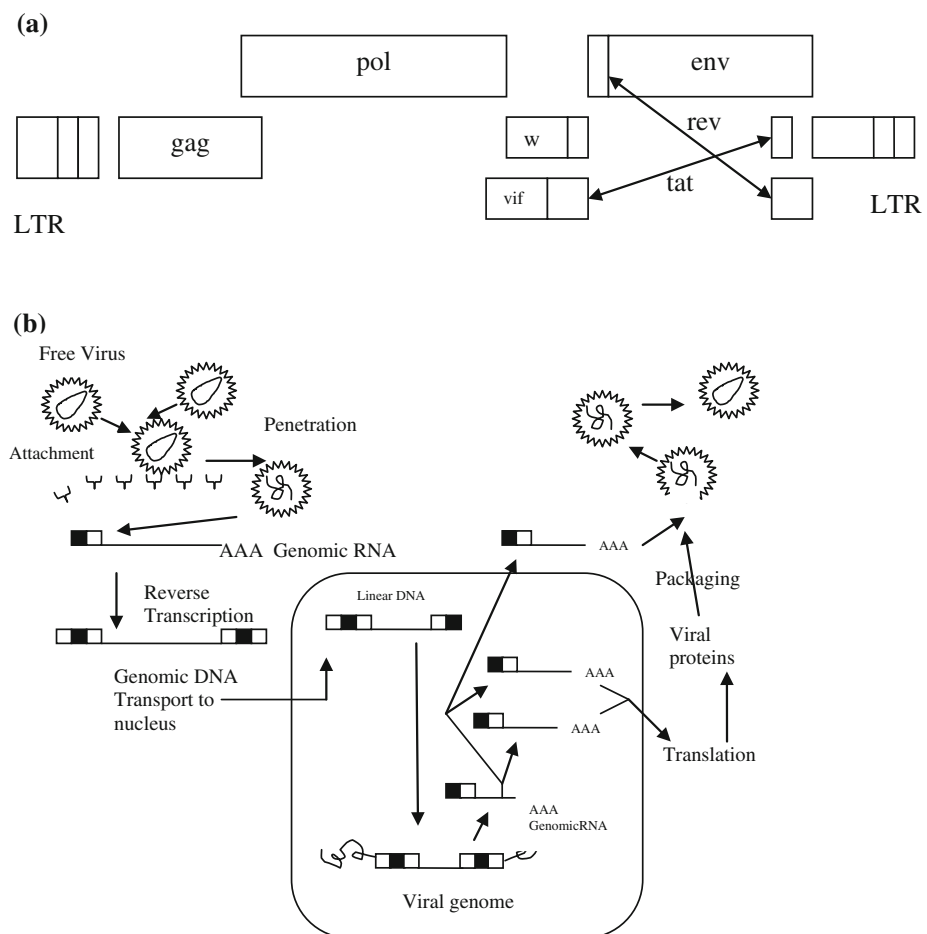 (a)
pol
env
gag
w
rev
tat
vif
LTR
LTR
(b)
Free Virus
Attachment
Penetration
AAA Genomic RNA
AAA
Packaging
Reverse
Transcription
Linear DNA
Viral
proteins
Genomic DNA
Transport to
nucleus
AAA
AAA
Translation
AAA
GenomicRNA
Viral genome